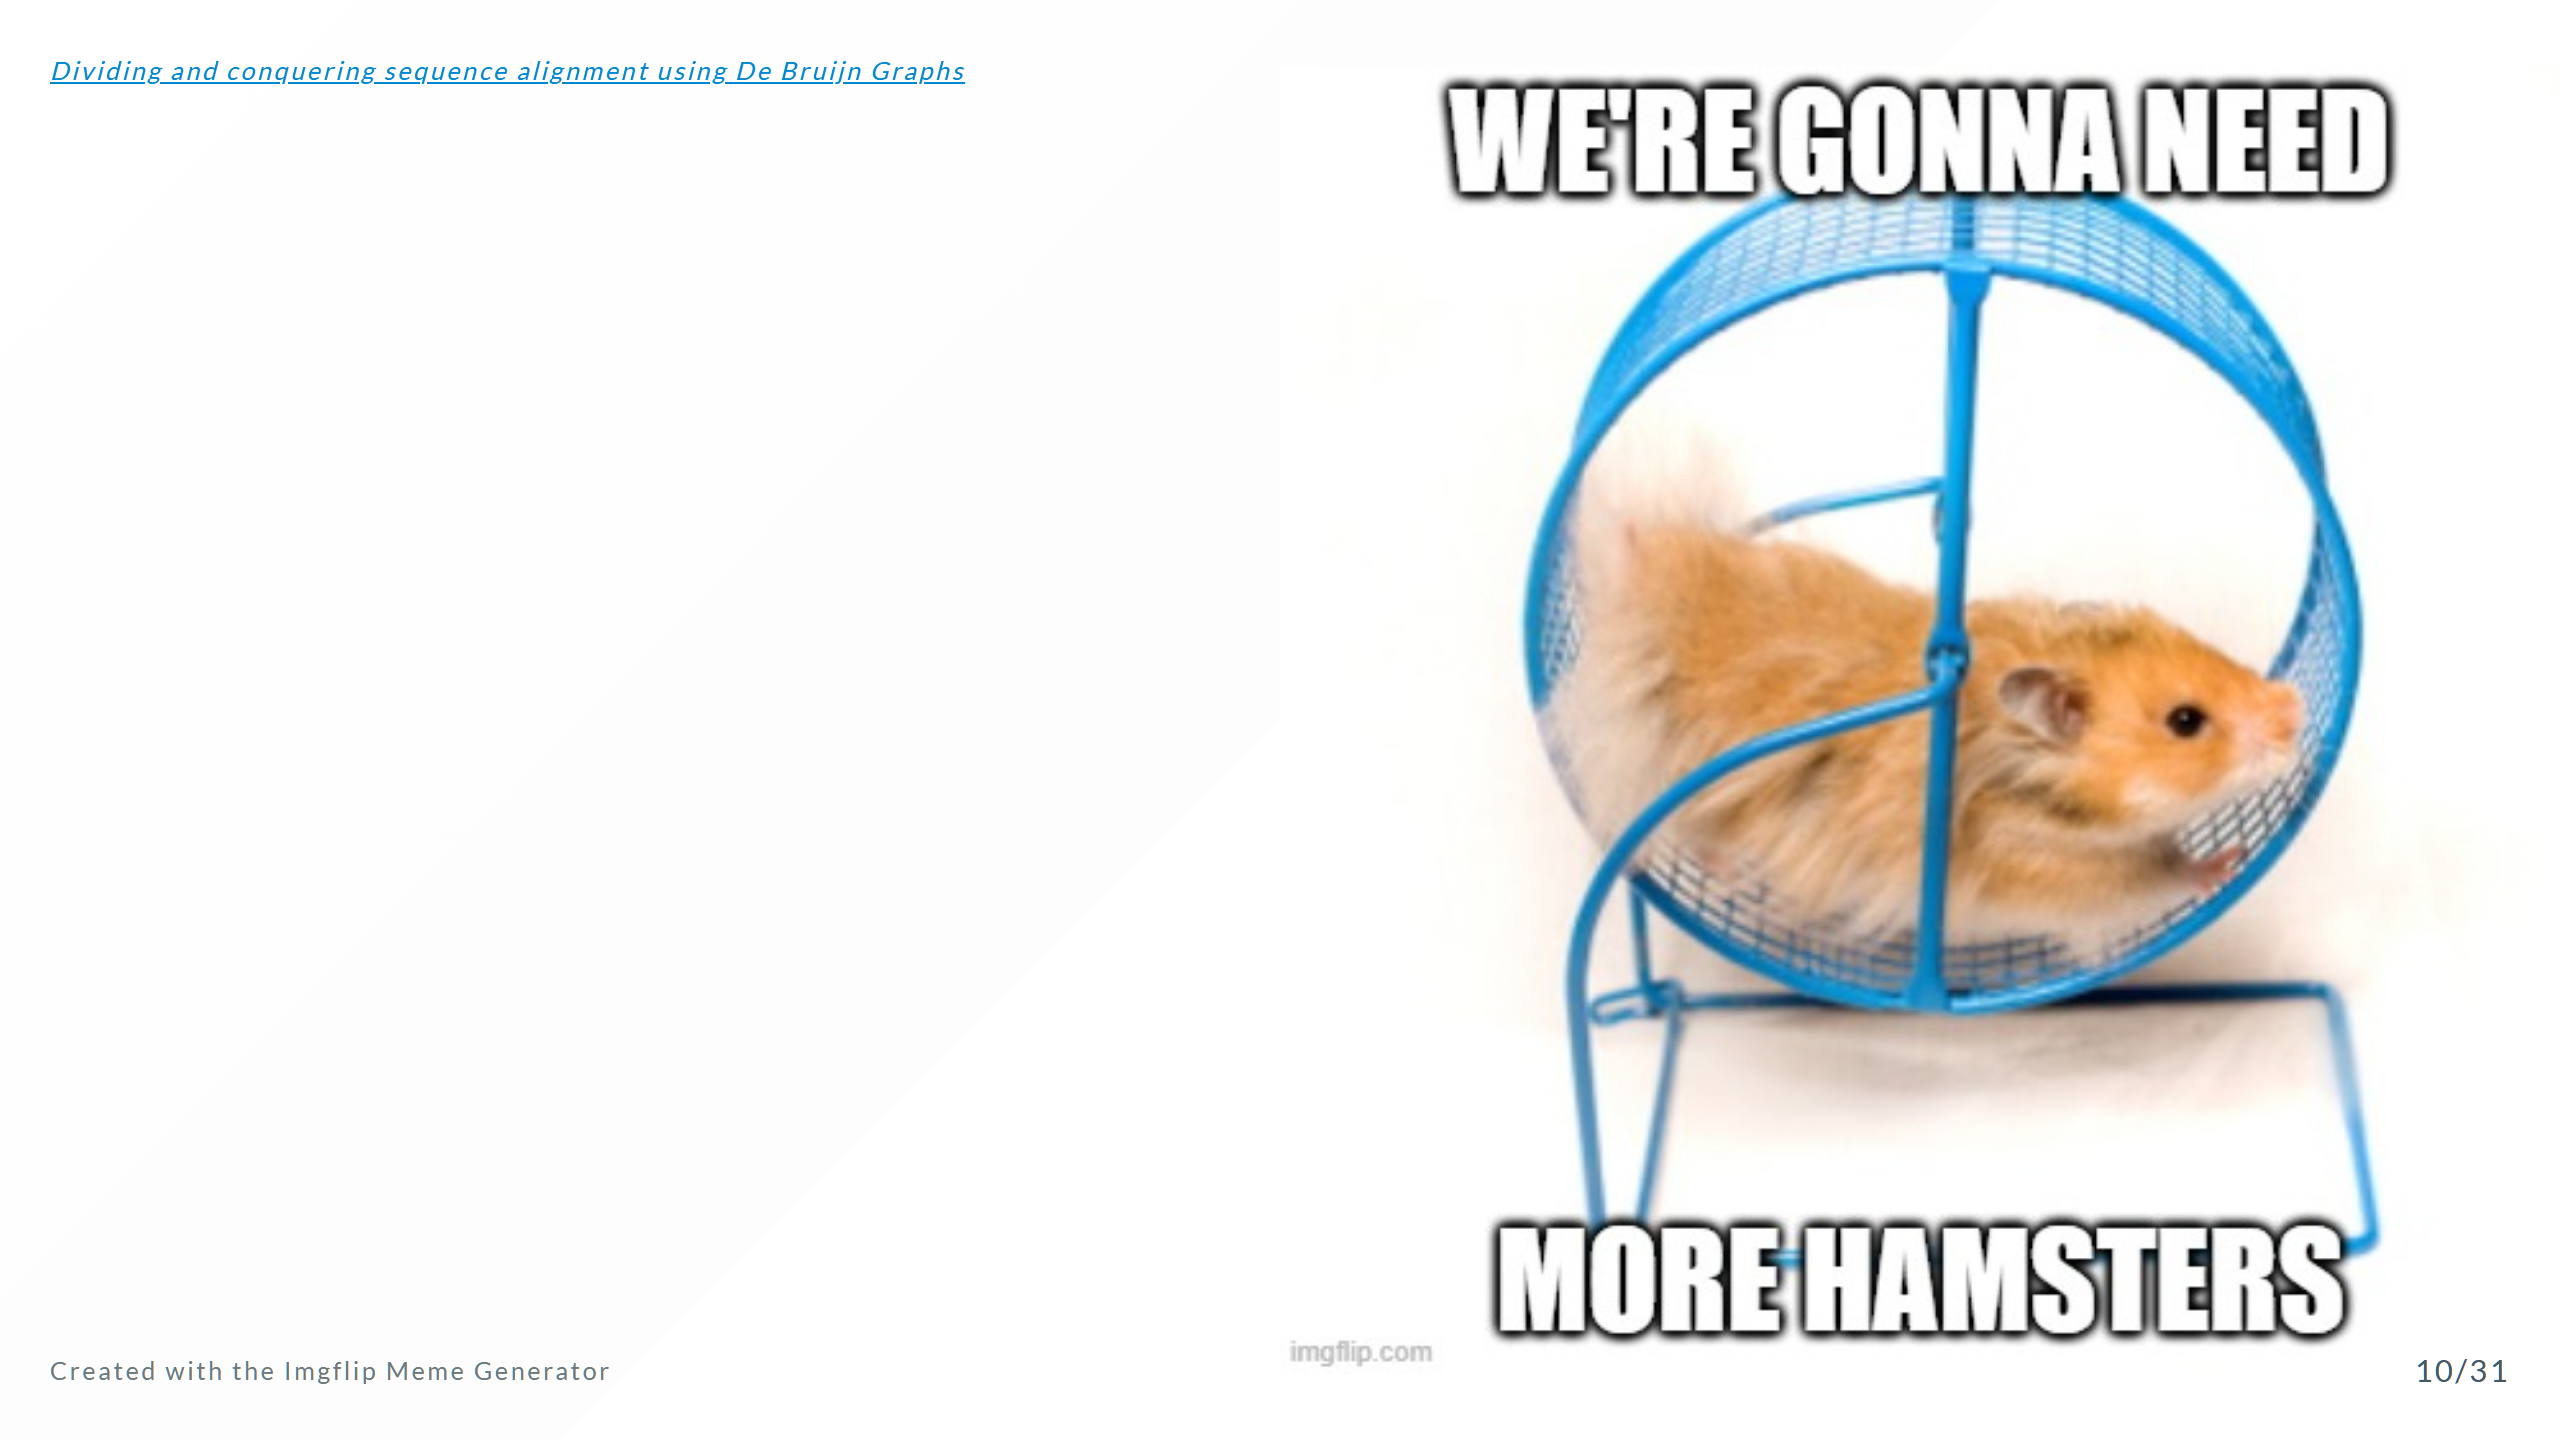 Dividing and conquering sequence alignment using De Bruijn Graphs
WE'RE GONNA NEED
MORE HAMSTERS
imgflip.com
Created with the Imgflip Meme Generator
10/31